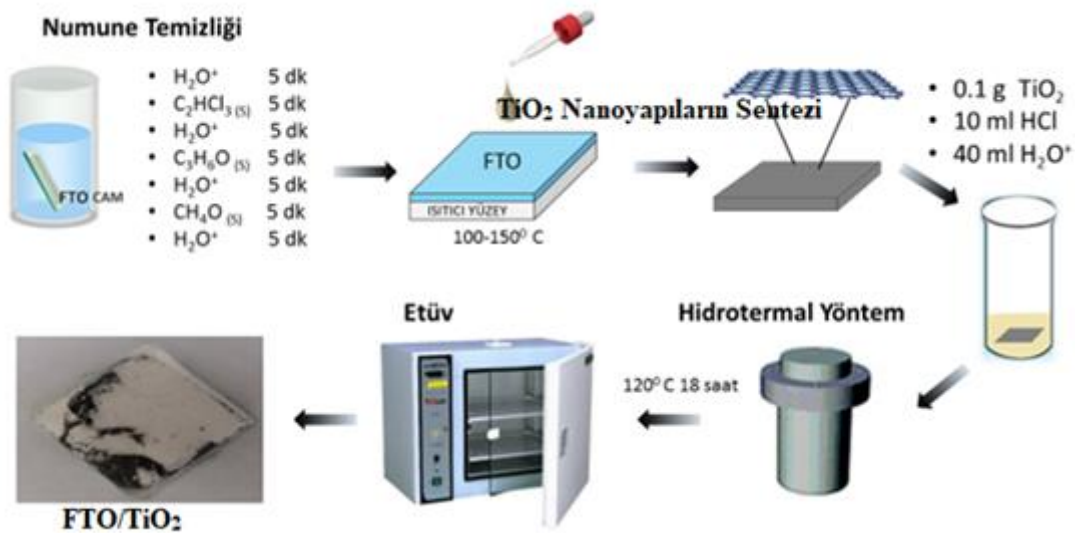 Numune Temizliği
• H₂O⁺ 5 dk
• C₂HCl₃ (S) 5 dk
• H₂O⁺ 5 dk
• C₃H₆O (S) 5 dk
• H₂O⁺ 5 dk
• CH₄O (S) 5 dk
• H₂O⁺ 5 dk
FTO CAM
TiO₂ Nanoyapıların Sentezi
FTO
ISITICI YÜZEY
100-150⁰ C
• 0.1 g TiO₂
• 10 ml HCl
• 40 ml H₂O⁺
Hidrotermal Yöntem
120⁰ C 18 saat
Etüv
FTO/TiO₂